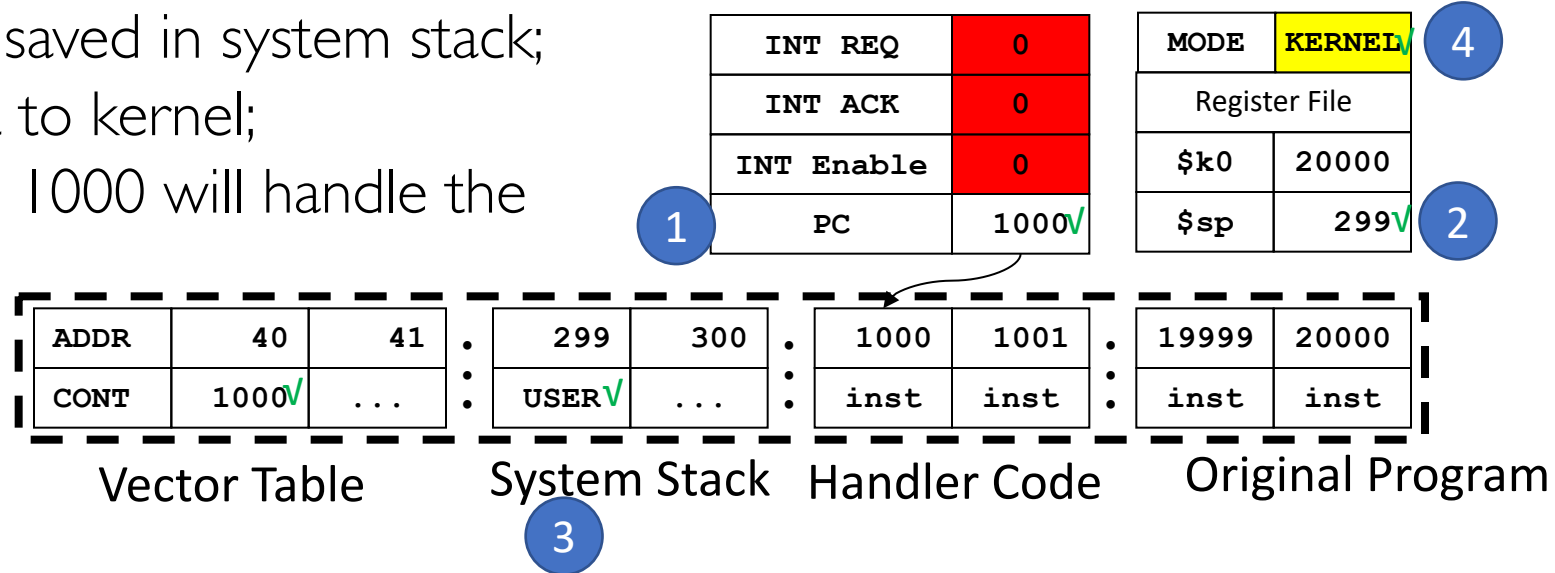 saved in system stack;
to kernel;
1000 will handle the
INT REQ 0
INT ACK 0
INT Enable 0
1 PC 1000√
MODE KERNEL√ 4
Register File
$k0 20000
$sp 299√ 2
ADDR 40 41 : 299 300 : 1000 1001 : 19999 20000
CONT 1000√ ... : USER√ ... : inst inst : inst inst
Vector Table System Stack Handler Code Original Program
3